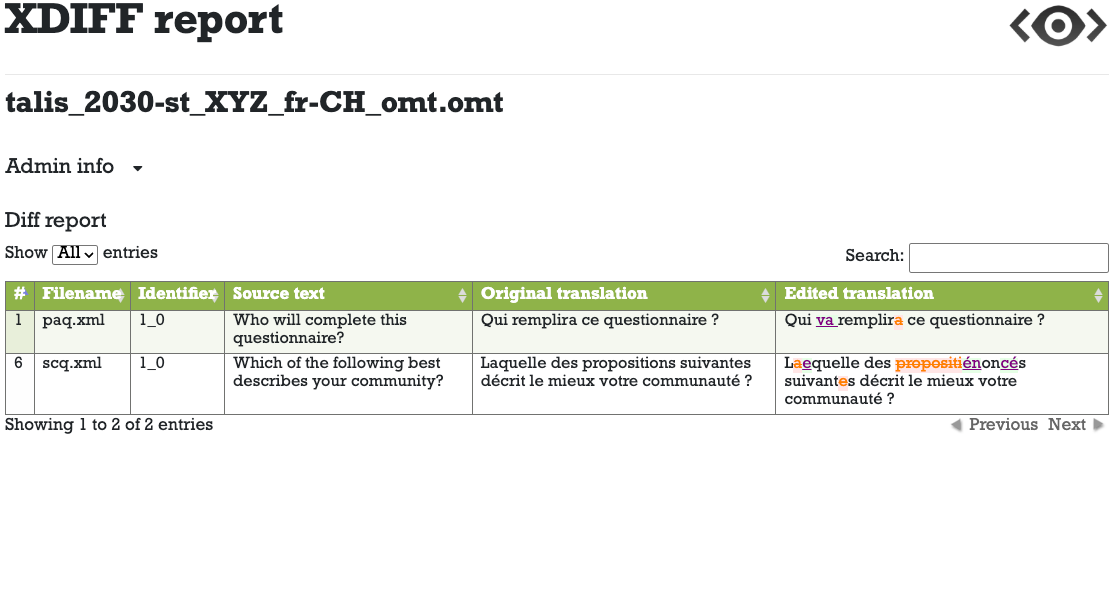 XDIFF report
talis_2030-st_XYZ_fr-CH_omt.omt
Admin info
Diff report
Show All entries
Search:
# Filename Identifier Source text Original translation Edited translation
1 paq.xml 1_0 Who will complete this questionnaire? Qui remplira ce questionnaire ? Qui va remplira ce questionnaire ?
6 scq.xml 1_0 Which of the following best describes your community? Laquelle des propositions suivantes décrit le mieux votre communauté ? Laequelle des propositiénoncés suivantes décrit le mieux votre communauté ?
Showing 1 to 2 of 2 entries
Previous Next